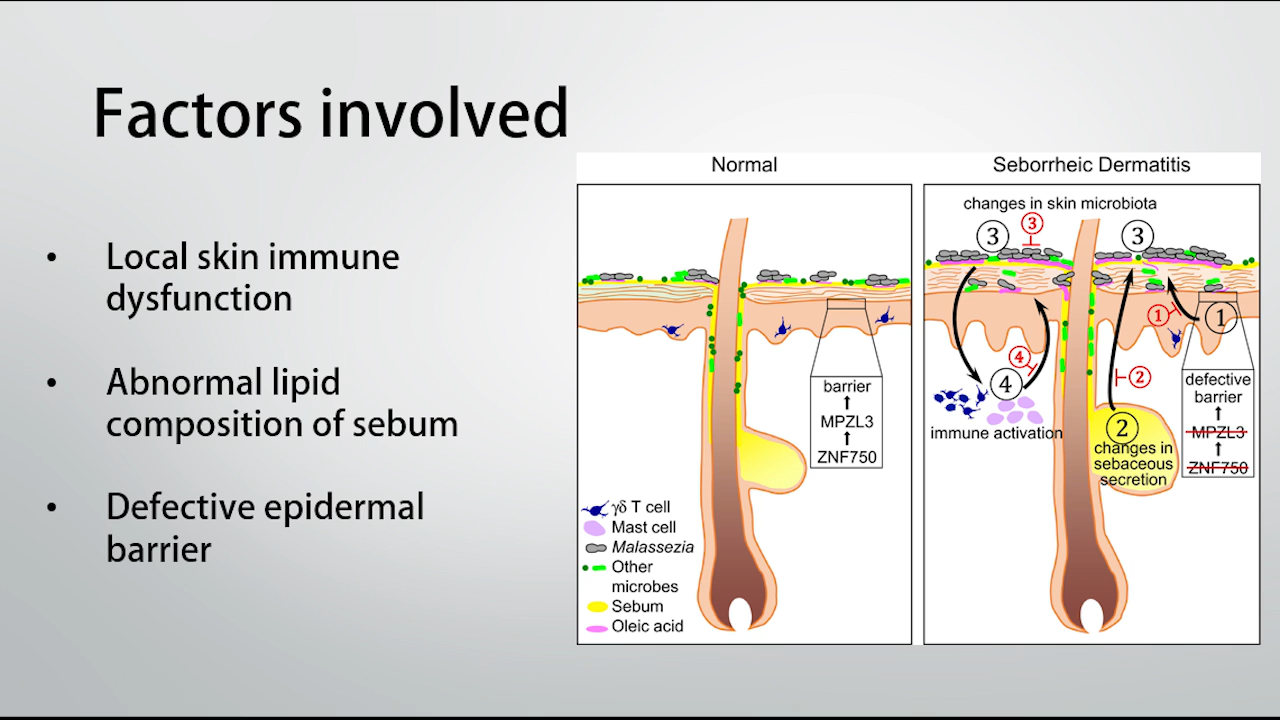 Factors involved
• Local skin immune
dysfunction
• Abnormal lipid
composition of sebum
• Defective epidermal
barrier
Normal
barrier
MPZL3
ZNF750
γδ T cell
Mast cell
Malassezia
Other
microbes
Sebum
Oleic acid
Seborrheic Dermatitis
changes in skin microbiota
3
3
3
1
1
4
4
2
immune activation
2
changes in
sebaceous
secretion
defective
barrier
MPZL3
ZNF750